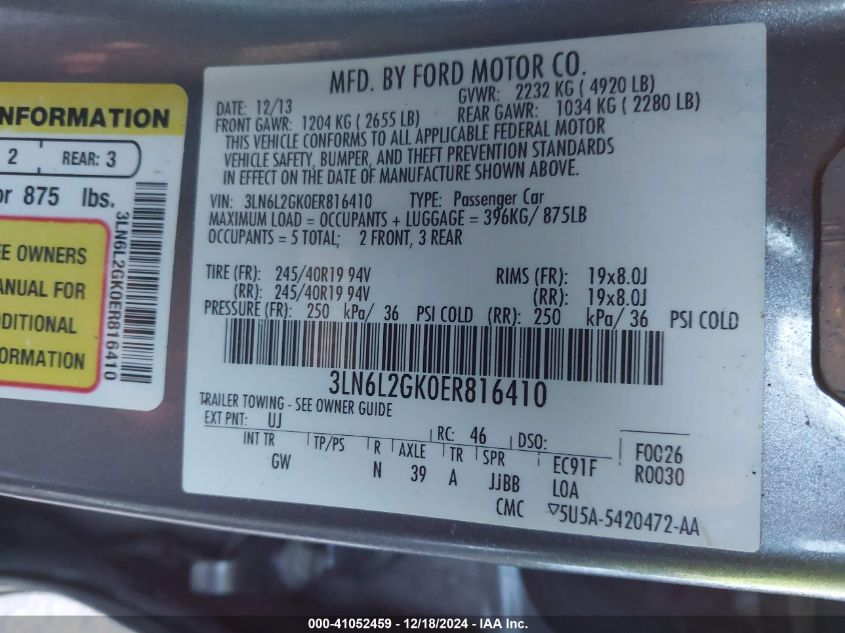 NFORMATION
2 REAR: 3
or 875 lbs.
EE OWNERS
ANUAL FOR
DDITIONAL
FORMATION
3LN6L2GK0ER816410
MFD. BY FORD MOTOR CO.
DATE: 12/13 GVWR: 2232 KG ( 4920 LB)
FRONT GAWR: 1204 KG ( 2655 LB) REAR GAWR: 1034 KG ( 2280 LB)
THIS VEHICLE CONFORMS TO ALL APPLICABLE FEDERAL MOTOR
VEHICLE SAFETY, BUMPER, AND THEFT PREVENTION STANDARDS
IN EFFECT ON THE DATE OF MANUFACTURE SHOWN ABOVE.
VIN: 3LN6L2GK0ER816410 TYPE: Passenger Car
MAXIMUM LOAD = OCCUPANTS + LUGGAGE = 396KG/ 875LB
OCCUPANTS = 5 TOTAL; 2 FRONT, 3 REAR
TIRE (FR): 245/40R19 94V RIMS (FR): 19x8.0J
(RR): 245/40R19 94V (RR): 19x8.0J
PRESSURE (FR): 250 kPa/ 36 PSI COLD (RR): 250 kPa/ 36 PSI COLD
3LN6L2GK0ER816410
TRAILER TOWING - SEE OWNER GUIDE
EXT PNT: UJ RC: 46 DSO: F0C26
INT TR TP/PS R AXLE TR SPR EC91F R0030
GW N 39 A JJBB LOA
CMC ▽5U5A-5420472-AA
000-41052459 - 12/18/2024 - IAA Inc.